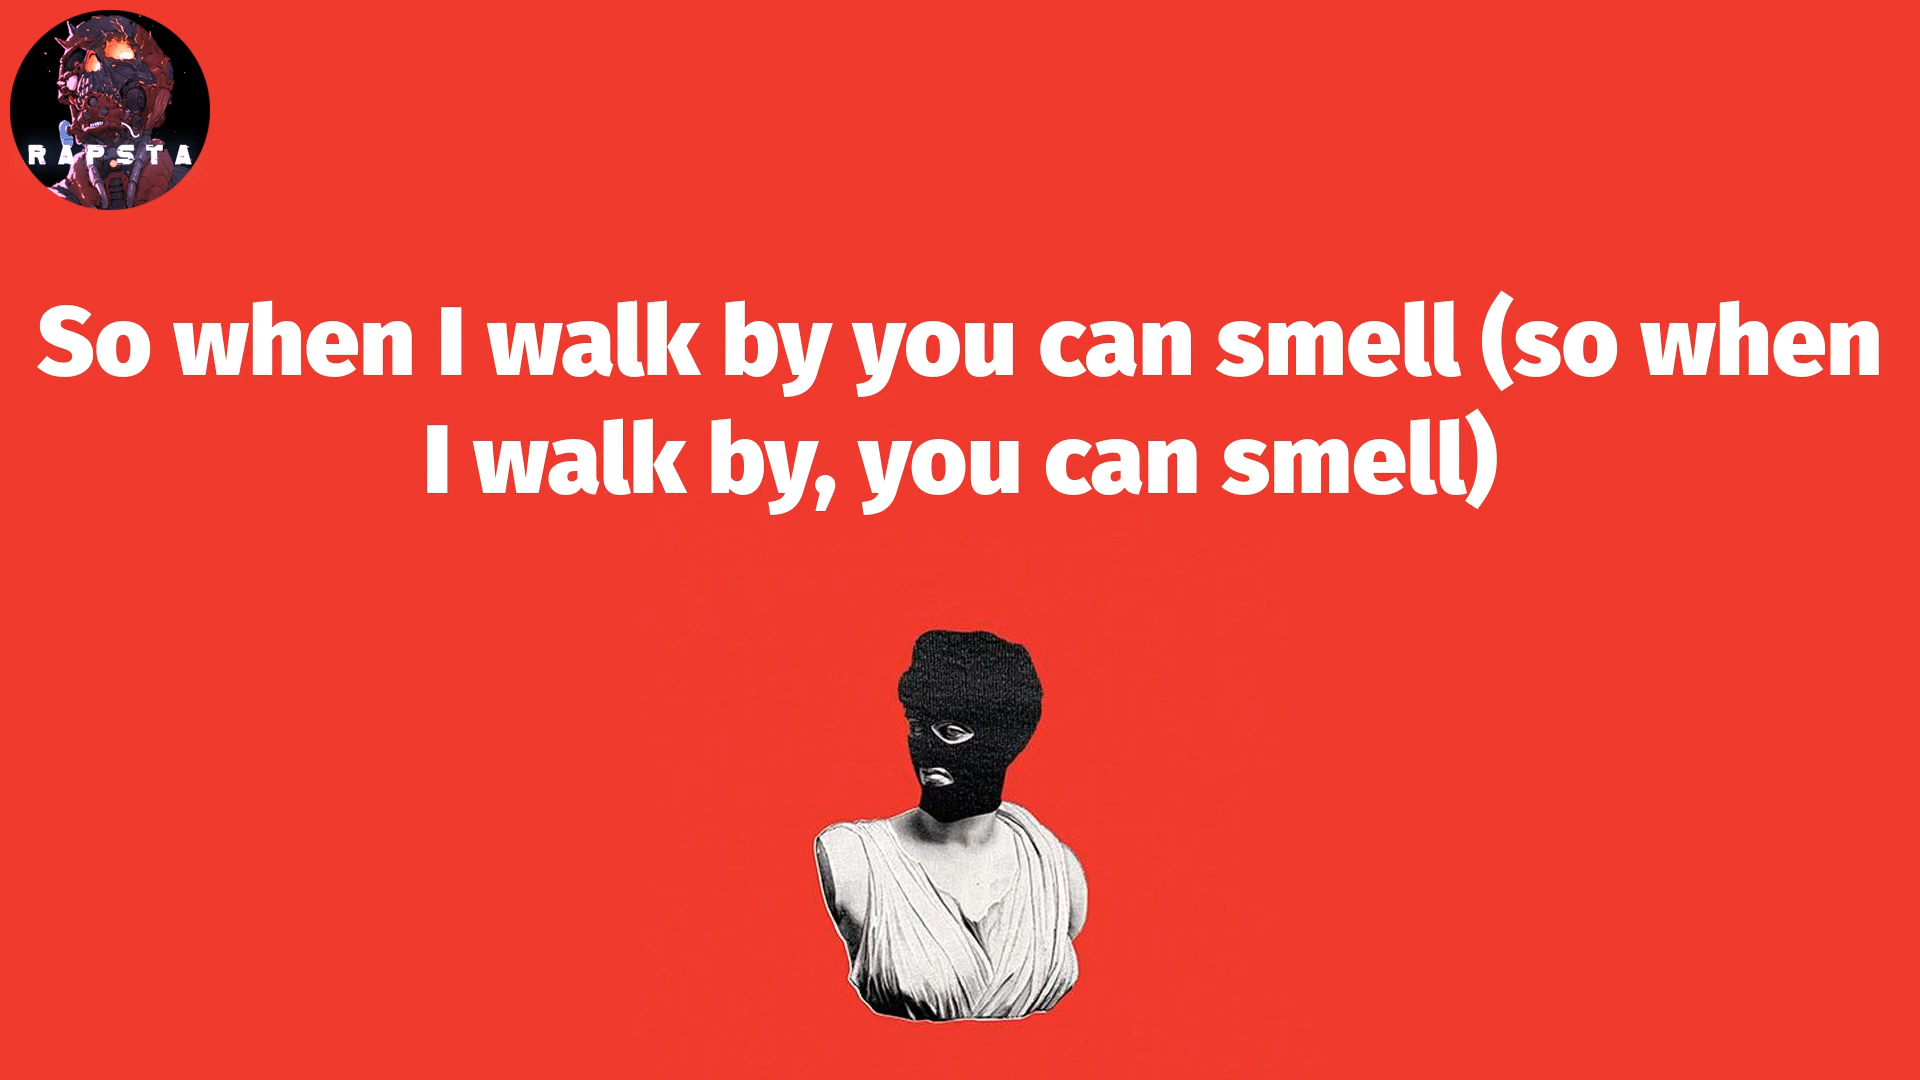 RAPSTA
So when I walk by you can smell (so when
I walk by, you can smell)